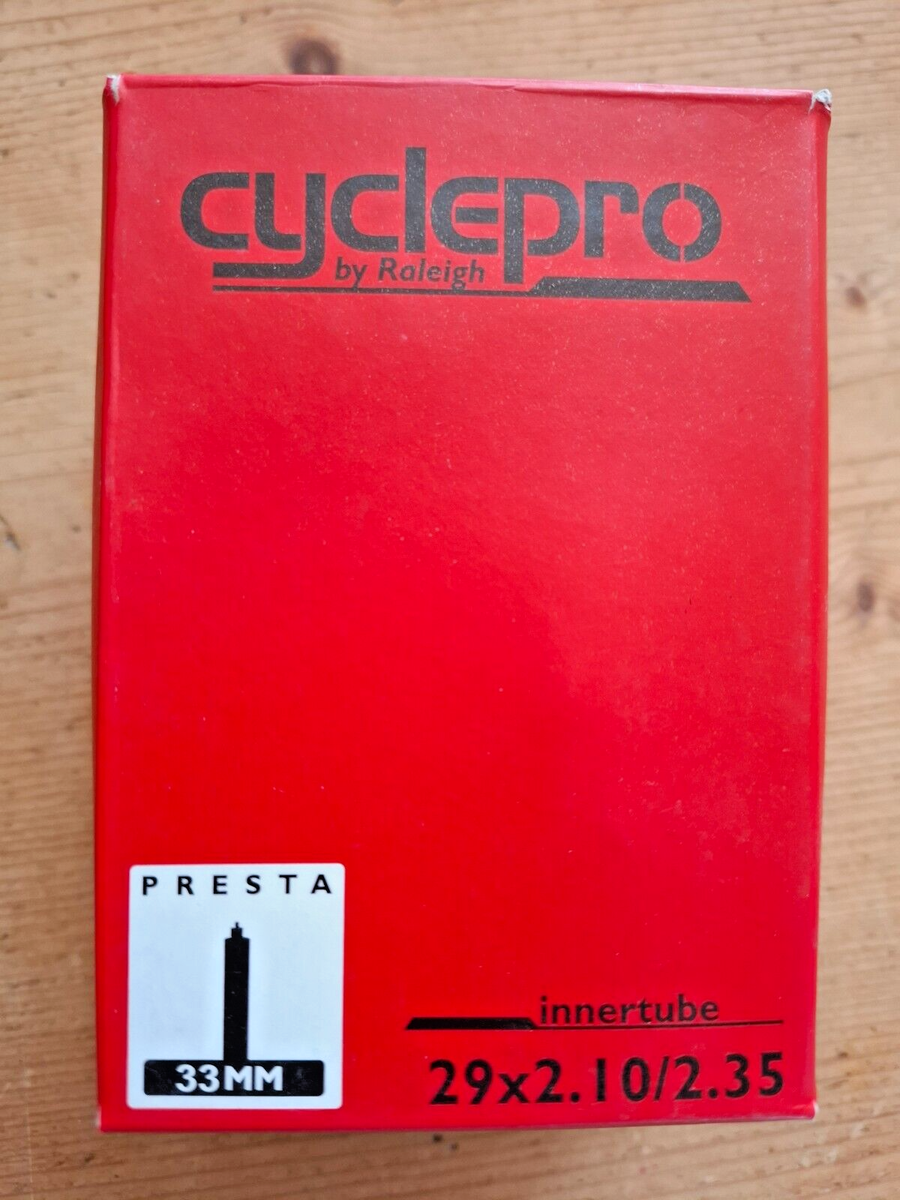 cyclepro
by Raleigh
PRESTA
33MM
innertube
29x2.10/2.35